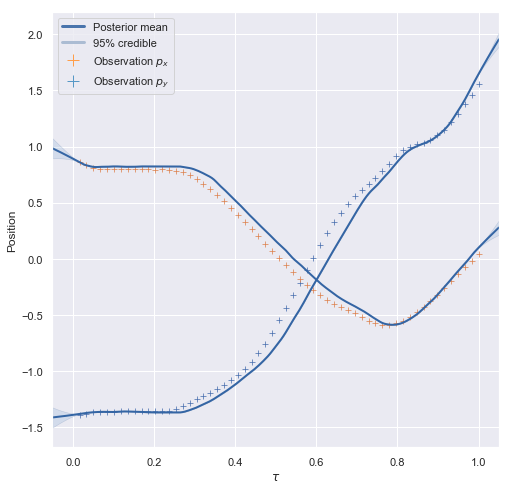 Posterior mean
95% credible
Observation pₓ
Observation p_y
2.0
1.5
1.0
0.5
0.0
−0.5
−1.0
−1.5
Position
0.0 0.2 0.4 0.6 0.8 1.0
τ